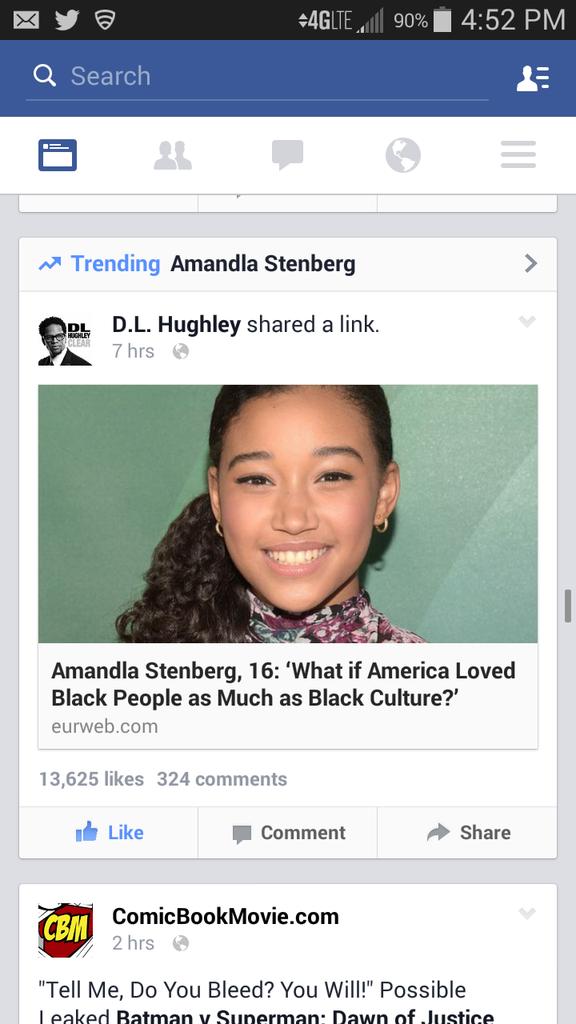 4G LTE 90% 4:52 PM
Search
Trending Amandla Stenberg
D.L. Hughley shared a link.
DL
HUGHLEY
CLEAR
7 hrs
Amandla Stenberg, 16: ‘What if America Loved
Black People as Much as Black Culture?’
eurweb.com
13,625 likes 324 comments
Like Comment Share
CBM
ComicBookMovie.com
2 hrs
"Tell Me, Do You Bleed? You Will!" Possible
Leaked Batman v Superman: Dawn of Justice